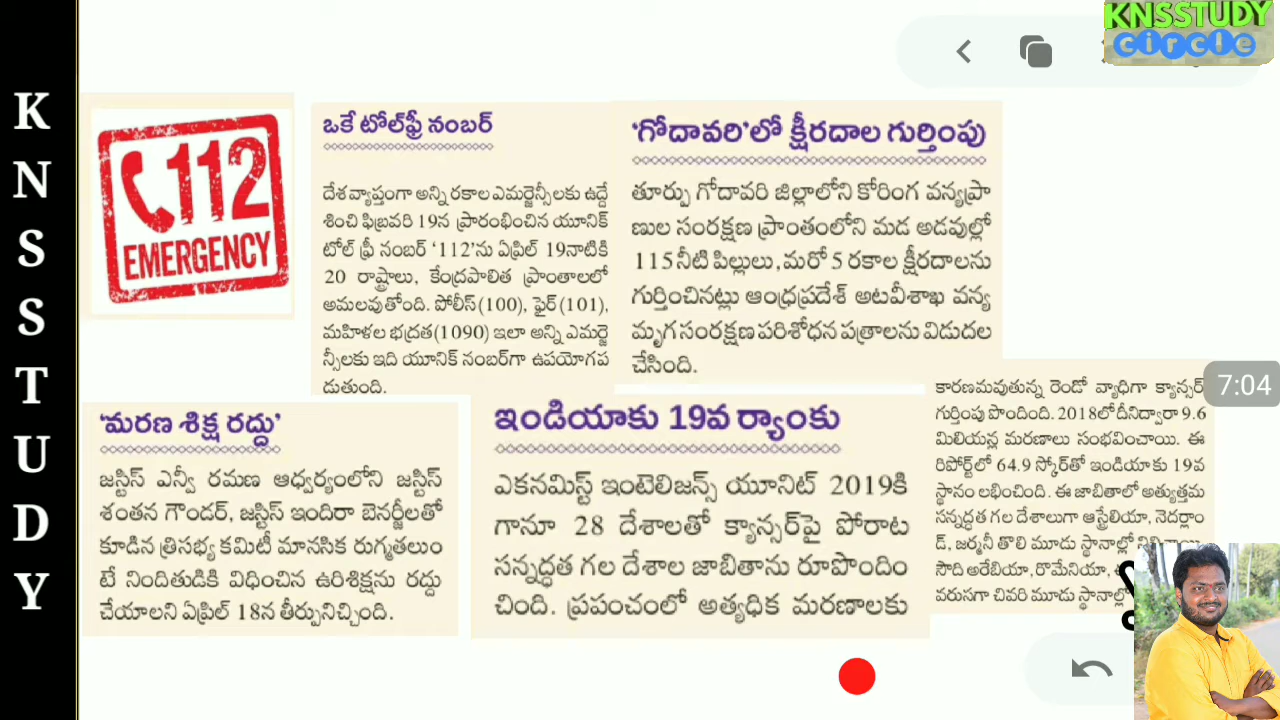 KNSSTUDY
circle
K
N
S
S
T
U
D
Y
112
EMERGENCY
ఒకే టోల్‌ఫ్రీ నంబర్
దేశవ్యాప్తంగా అన్ని రకాల ఎమర్జెన్సీలకు ఉద్దే
శించి ఫిబ్రవరి 19న ప్రారంభించిన యూనిక్
టోల్ ఫ్రీ నంబర్ ‘112’ను ఏప్రిల్ 19నాటికి
20 రాష్ట్రాలు, కేంద్రపాలిత ప్రాంతాలలో
అమలవుతోంది. పోలీస్(100), ఫైర్(101),
మహిళల భద్రత(1090) ఇలా అన్ని ఎమర్జె
న్సీలకు ఇది యూనిక్ నంబర్‌గా ఉపయోగప
డుతుంది.
‘గోదావరి’లో క్షీరదాల గుర్తింపు
తూర్పు గోదావరి జిల్లాలోని కోరింగ వన్యప్రా
ణుల సంరక్షణ ప్రాంతంలోని మడ అడవుల్లో
115 నీటి పిల్లులు, మరో 5 రకాల క్షీరదాలను
గుర్తించినట్లు ఆంధ్రప్రదేశ్ అటవీశాఖ వన్య
మృగ సంరక్షణ పరిశోధన పత్రాలను విడుదల
చేసింది.
‘మరణ శిక్ష రద్దు’
జస్టిస్ ఎన్వీ రమణ ఆధ్వర్యంలోని జస్టిస్
శంతన గౌండర్, జస్టిస్ ఇందిరా బెనర్జీలతో
కూడిన త్రిసభ్య కమిటీ మానసిక రుగ్మతలుం
టే నిందితుడికి విధించిన ఉరిశిక్షను రద్దు
చేయాలని ఏప్రిల్ 18న తీర్పునిచ్చింది.
ఇండియాకు 19వ ర్యాంకు
ఎకనమిస్ట్ ఇంటెలిజన్స్ యూనిట్ 2019కి
గానూ 28 దేశాలతో క్యాన్సర్‌పై పోరాట
సన్నద్ధత గల దేశాల జాబితాను రూపొందిం
చింది. ప్రపంచంలో అత్యధిక మరణాలకు
కారణమవుతున్న రెండో వ్యాధిగా క్యాన్సర్
గుర్తింపు పొందింది. 2018లో దీనిద్వారా 9.6
మిలియన్ల మరణాలు సంభవించాయి. ఈ
రిపోర్ట్‌లో 64.9 స్కోర్‌తో ఇండియాకు 19వ
స్థానం లభించింది. ఈ జాబితాలో అత్యుత్తమ
సన్నద్ధత గల దేశాలుగా ఆస్ట్రేలియా, నెదర్లాం
డ్, జర్మనీ తొలి మూడు స్థానాల్లో
సౌది అరేబియా, రొమేనియా,
వరుసగా చివరి మూడు స్థానాల్లో
7:04